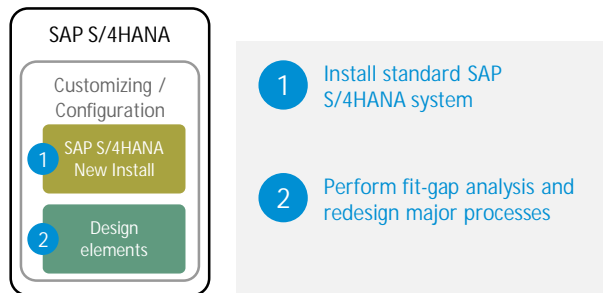 SAP S/4HANA
Customizing /
Configuration
1
SAP S/4HANA
New Install
2
Design
elements
1
Install standard SAP
S/4HANA system
2
Perform fit-gap analysis and
redesign major processes